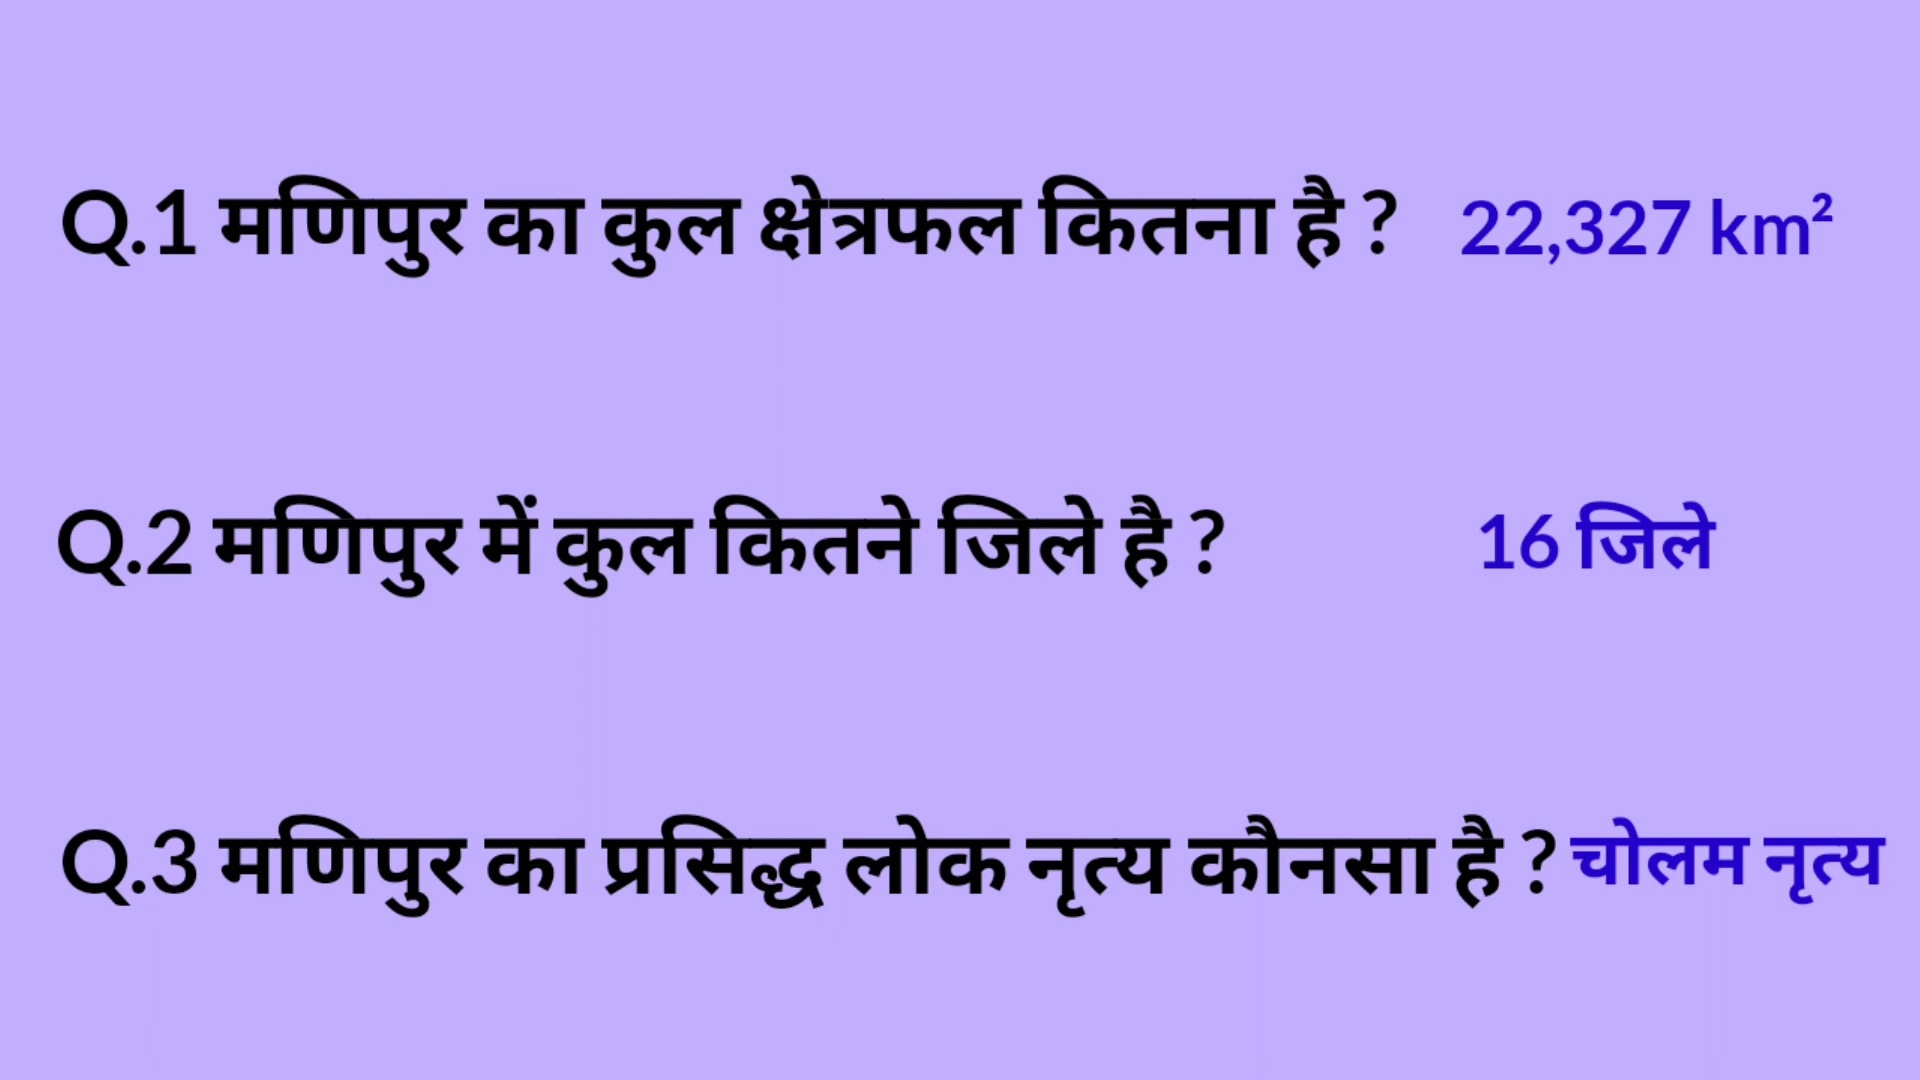 Q.1 मणिपुर का कुल क्षेत्रफल कितना है ? 22,327 km²
Q.2 मणिपुर में कुल कितने जिले है ? 16 जिले
Q.3 मणिपुर का प्रसिद्ध लोक नृत्य कौनसा है ? चोलम नृत्य